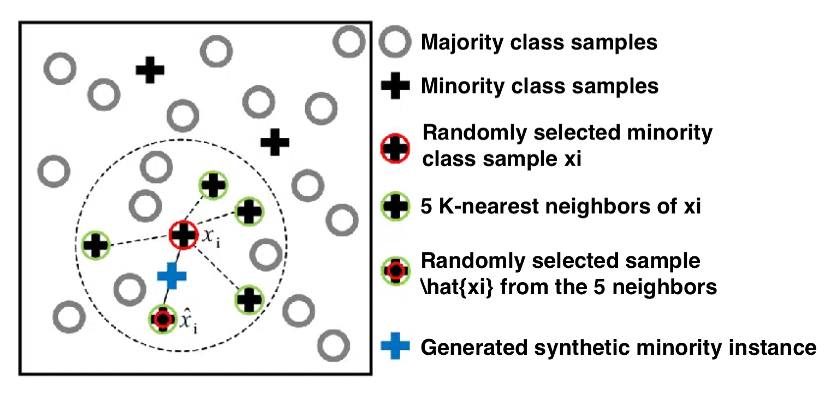 Majority class samples
Minority class samples
Randomly selected minority
class sample xi
5 K-nearest neighbors of xi
Randomly selected sample
\hat{xi} from the 5 neighbors
Generated synthetic minority instance
x_i
x̂_i